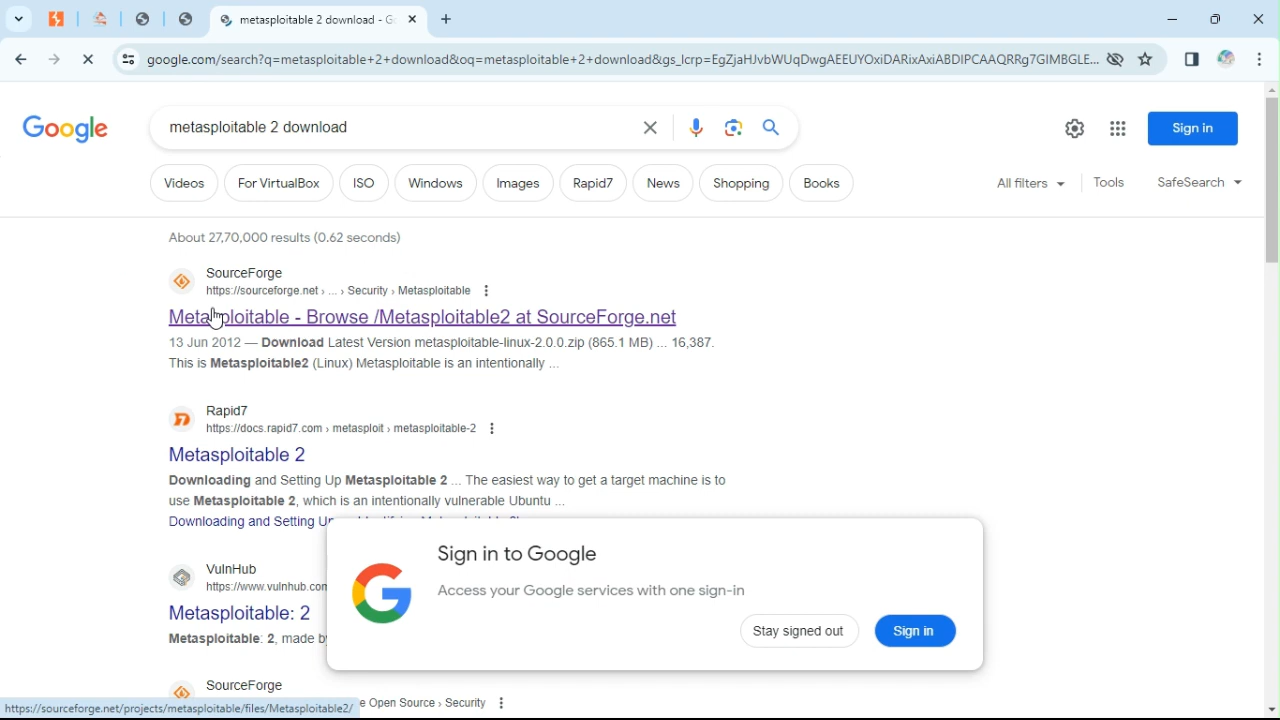 metasploitable 2 download - G
google.com/search?q=metasploitable+2+download&oq=metasploitable+2+download&gs_lcrp=EgZjaHJvbWUqDwgAEEUYOxiDARixAxiABDIPCAAQRRg7GIMBGLE...
Google
metasploitable 2 download
Sign in
Videos
For VirtualBox
ISO
Windows
Images
Rapid7
News
Shopping
Books
All filters
Tools
SafeSearch
About 27,70,000 results (0.62 seconds)
SourceForge
https://sourceforge.net › ... › Security › Metasploitable
Metasploitable - Browse /Metasploitable2 at SourceForge.net
13 Jun 2012 — Download Latest Version metasploitable-linux-2.0.0.zip (865.1 MB) ... 16,387.
This is Metasploitable2 (Linux) Metasploitable is an intentionally ...
Rapid7
https://docs.rapid7.com › metasploit › metasploitable-2
Metasploitable 2
Downloading and Setting Up Metasploitable 2 ... The easiest way to get a target machine is to
use Metasploitable 2, which is an intentionally vulnerable Ubuntu ...
Downloading and Setting Up
Sign in to Google
Access your Google services with one sign-in
Stay signed out
Sign in
VulnHub
https://www.vulnhub.com
Metasploitable: 2
Metasploitable: 2, made by
SourceForge
e Open Source › Security
https://sourceforge.net/projects/metasploitable/files/Metasploitable2/